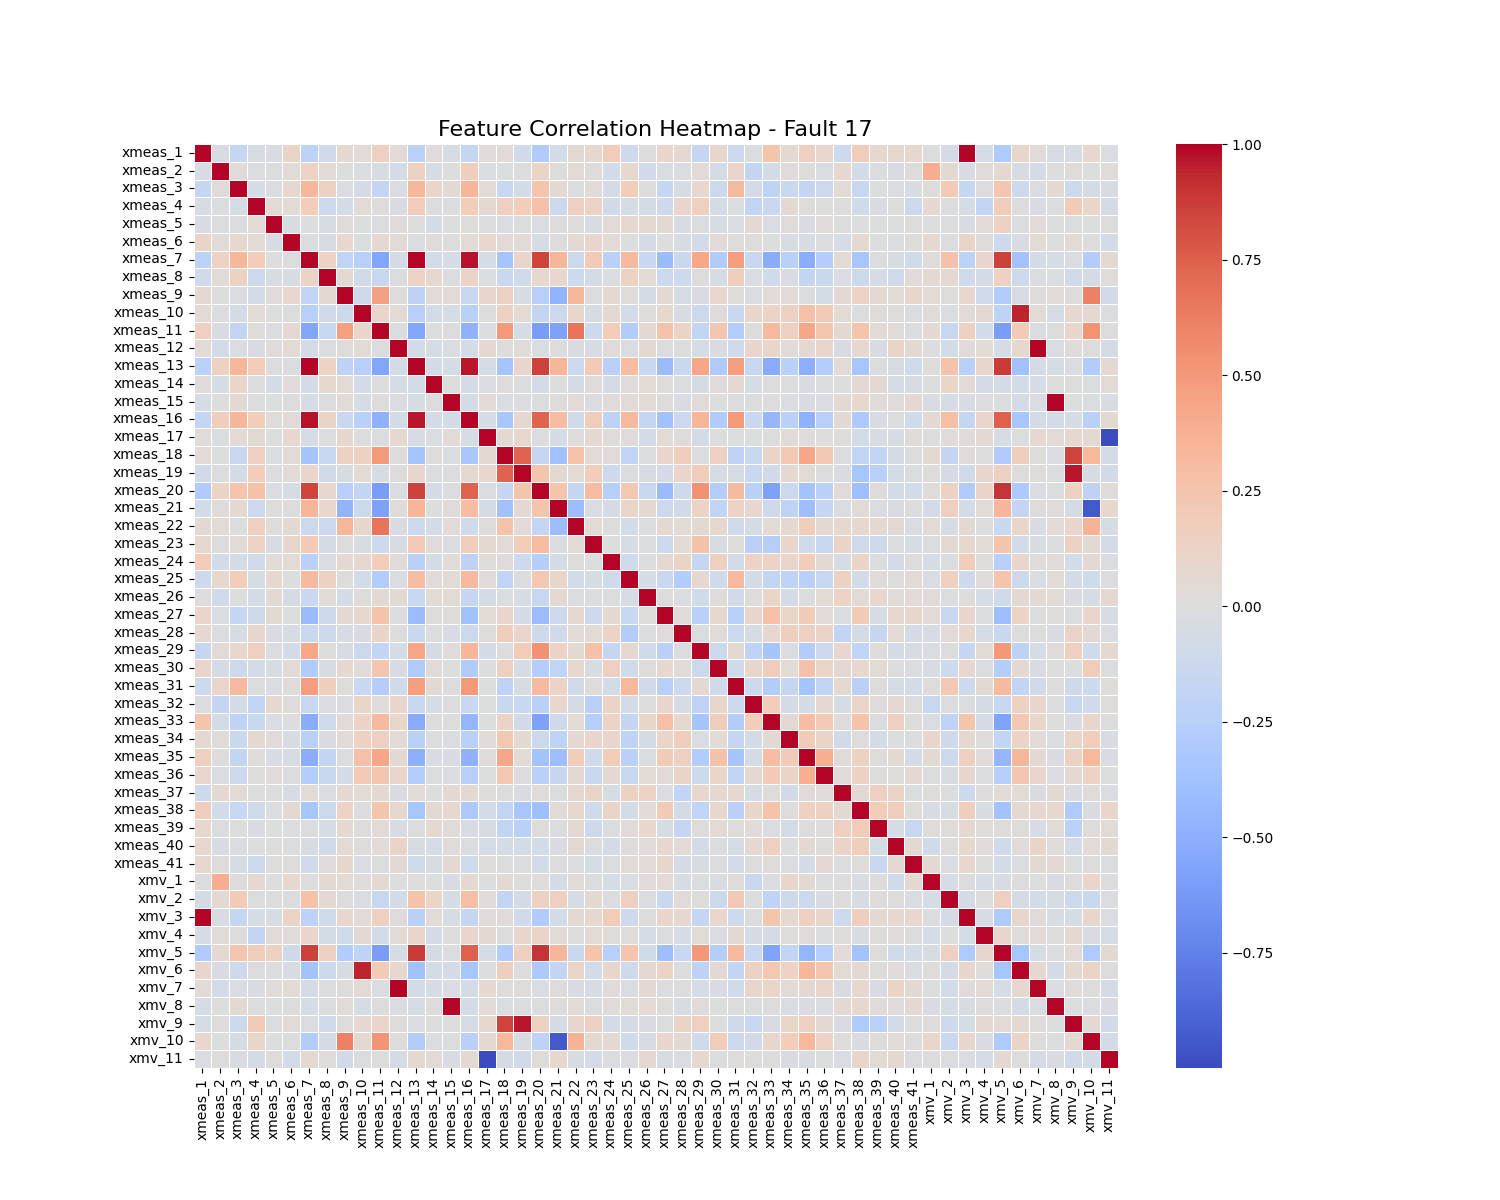 Feature Correlation Heatmap - Fault 17
xmeas_1
xmeas_2
xmeas_3
xmeas_4
xmeas_5
xmeas_6
xmeas_7
xmeas_8
xmeas_9
xmeas_10
xmeas_11
xmeas_12
xmeas_13
xmeas_14
xmeas_15
xmeas_16
xmeas_17
xmeas_18
xmeas_19
xmeas_20
xmeas_21
xmeas_22
xmeas_23
xmeas_24
xmeas_25
xmeas_26
xmeas_27
xmeas_28
xmeas_29
xmeas_30
xmeas_31
xmeas_32
xmeas_33
xmeas_34
xmeas_35
xmeas_36
xmeas_37
xmeas_38
xmeas_39
xmeas_40
xmeas_41
xmv_1
xmv_2
xmv_3
xmv_4
xmv_5
xmv_6
xmv_7
xmv_8
xmv_9
xmv_10
xmv_11
xmeas_1
xmeas_2
xmeas_3
xmeas_4
xmeas_5
xmeas_6
xmeas_7
xmeas_8
xmeas_9
xmeas_10
xmeas_11
xmeas_12
xmeas_13
xmeas_14
xmeas_15
xmeas_16
xmeas_17
xmeas_18
xmeas_19
xmeas_20
xmeas_21
xmeas_22
xmeas_23
xmeas_24
xmeas_25
xmeas_26
xmeas_27
xmeas_28
xmeas_29
xmeas_30
xmeas_31
xmeas_32
xmeas_33
xmeas_34
xmeas_35
xmeas_36
xmeas_37
xmeas_38
xmeas_39
xmeas_40
xmeas_41
xmv_1
xmv_2
xmv_3
xmv_4
xmv_5
xmv_6
xmv_7
xmv_8
xmv_9
xmv_10
xmv_11
1.00
0.75
0.50
0.25
0.00
−0.25
−0.50
−0.75